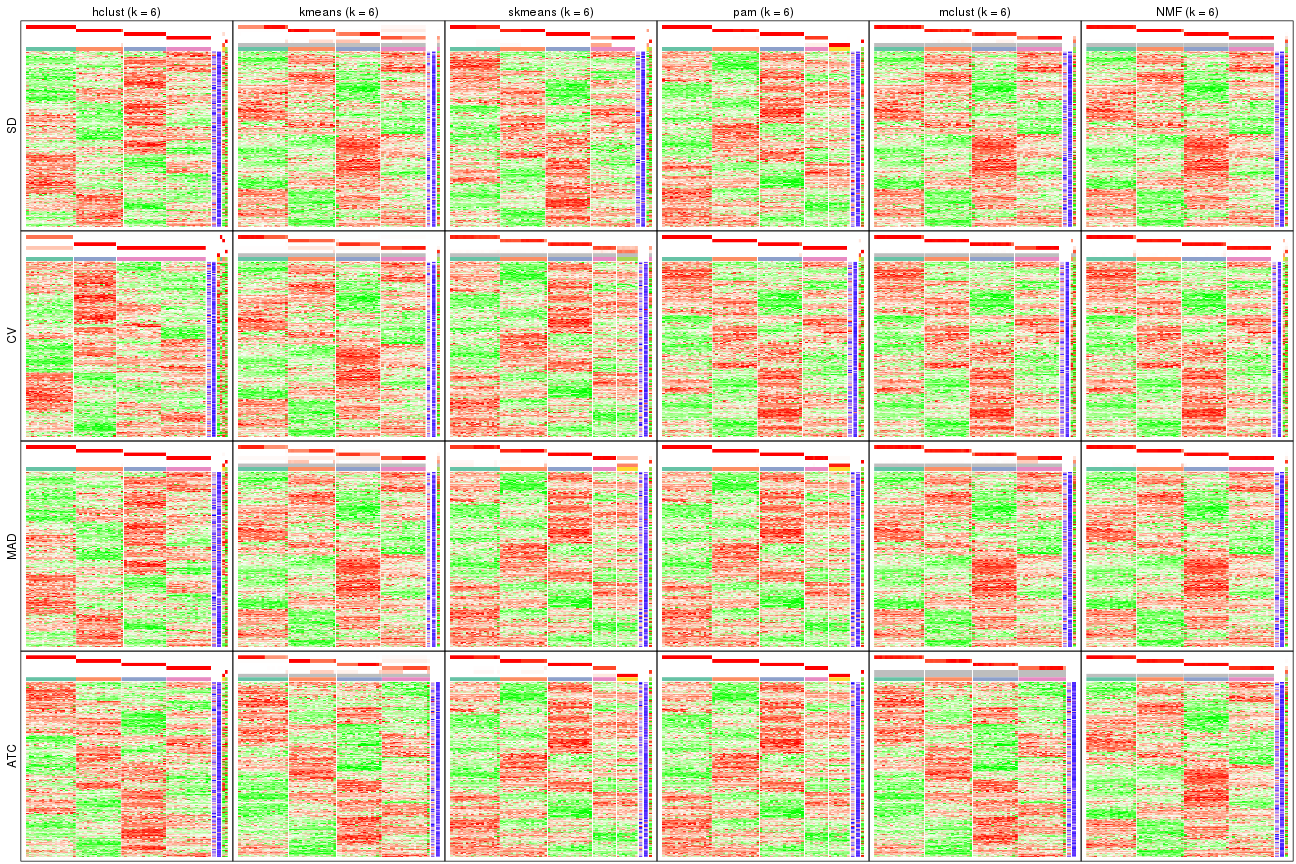 hclust (k = 6)
kmeans (k = 6)
skmeans (k = 6)
pam (k = 6)
mclust (k = 6)
NMF (k = 6)
SD
CV
MAD
ATC